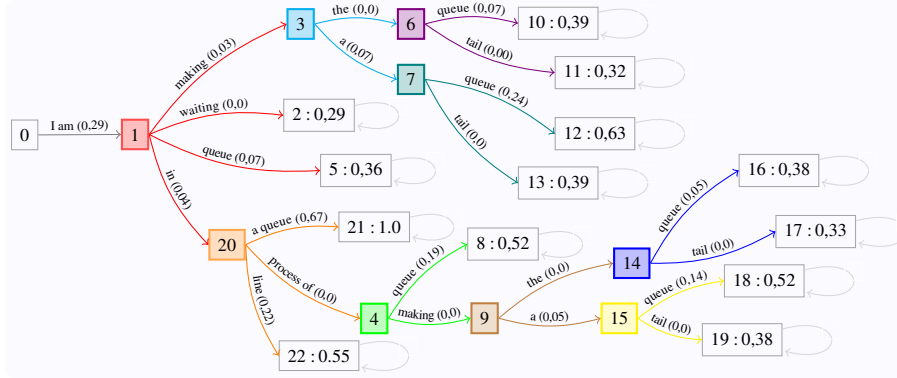 0
I am (0,29)
1
making (0,03)
3
the (0,0)
6
queue (0,07)
10 : 0,39
tail (0,00)
11 : 0,32
a (0,07)
7
queue (0,24)
12 : 0,63
tail (0,0)
13 : 0,39
waiting (0,0)
2 : 0,29
queue (0,07)
5 : 0,36
in (0,04)
20
a queue (0,67)
21 : 1.0
process of (0,0)
4
queue (0,19)
8 : 0,52
making (0,0)
9
the (0,0)
14
queue (0,05)
16 : 0,38
tail (0,0)
17 : 0,33
a (0,05)
15
queue (0,14)
18 : 0,52
tail (0,0)
19 : 0,38
line (0,22)
22 : 0.55